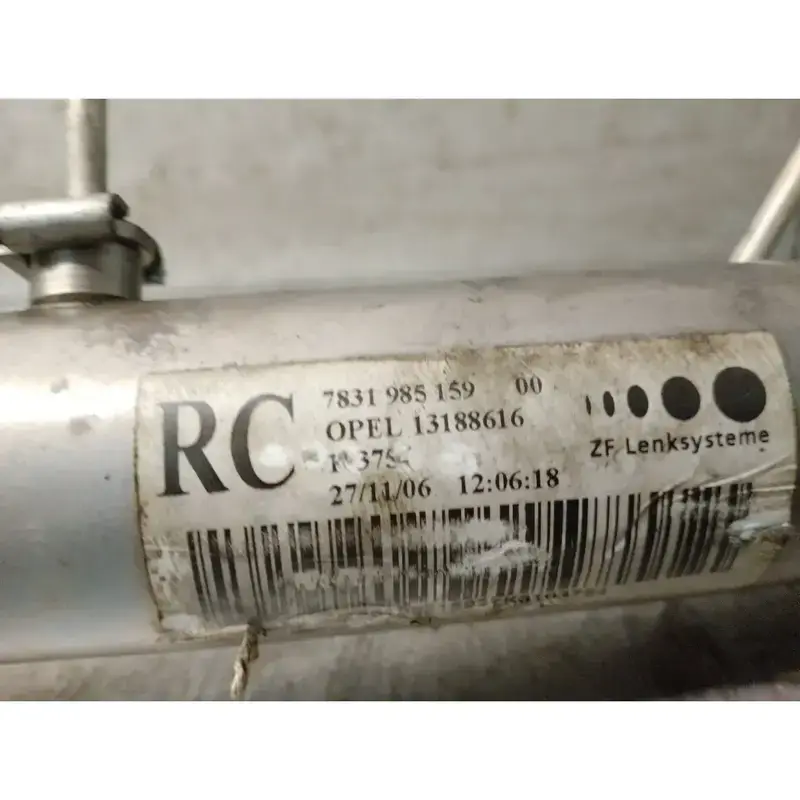 RC
7831 985 159 00
OPEL 13188616
27/11/06 12:06:18
ZF Lenksysteme